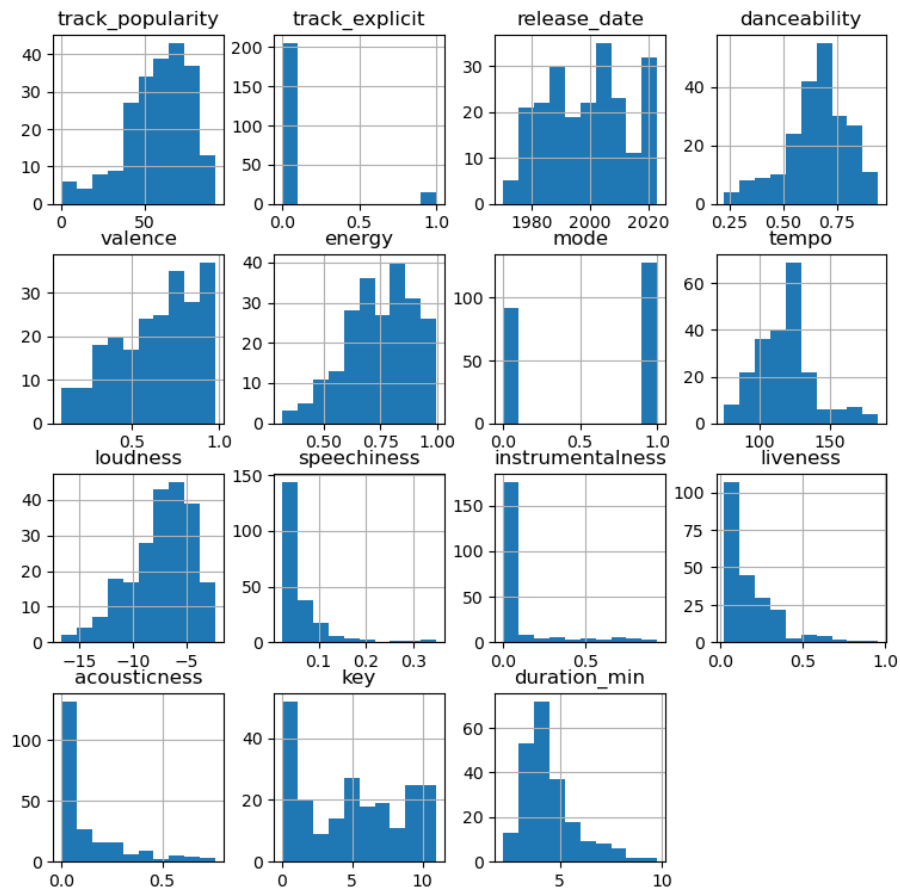 track_popularity track_explicit release_date danceability
40 30 20 10 0 200 150 100 50 0 30 20 10 0 40 20 0
0 50 0.0 0.5 1.0 1980 2000 2020 0.25 0.50 0.75
valence energy mode tempo
30 20 10 0 40 30 20 10 0 100 50 0 60 40 20 0
0.5 1.0 0.50 0.75 1.00 0.0 0.5 1.0 100 150
loudness speechiness instrumentalness liveness
40 30 20 10 0 150 100 50 0 150 100 50 0 100 75 50 25 0
−15 −10 −5 0.1 0.2 0.3 0.0 0.5 0.0 0.5 1.0
acousticness key duration_min
100 50 0 40 20 0 60 40 20 0
0.0 0.5 0 5 10 5 10